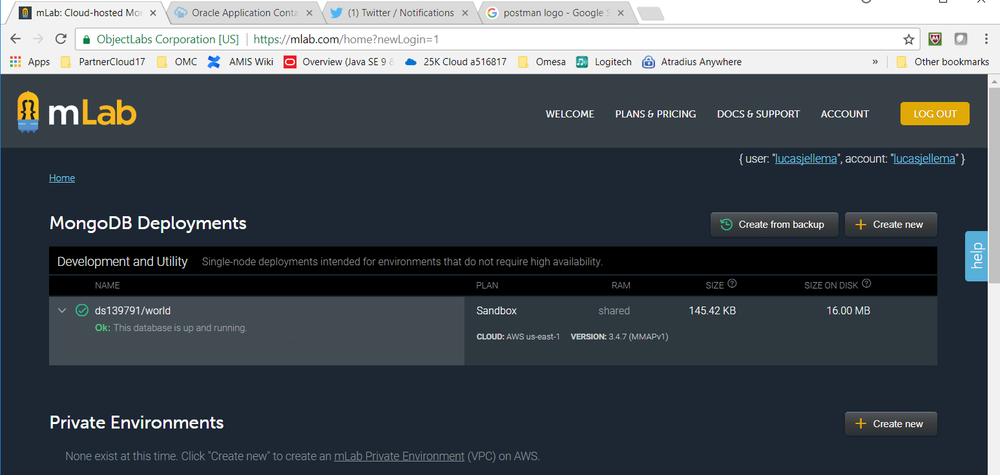 mLab: Cloud-hosted Mon
Oracle Application Conta
(1) Twitter / Notifications
postman logo - Google S
ObjectLabs Corporation [US] https://mlab.com/home?newLogin=1
Apps PartnerCloud17 OMC AMIS Wiki Overview (Java SE 9 & 25K Cloud a516817 Omesa Logitech Atradius Anywhere » Other bookmarks
mLab WELCOME PLANS & PRICING DOCS & SUPPORT ACCOUNT LOG OUT
{ user: "lucasjellema", account: "lucasjellema" }
Home
MongoDB Deployments Create from backup Create new
help
Development and Utility Single-node deployments intended for environments that do not require high availability.
NAME PLAN RAM SIZE ? SIZE ON DISK ?
ds139791/world Sandbox shared 145.42 KB 16.00 MB
Ok: This database is up and running.
CLOUD: AWS us-east-1 VERSION: 3.4.7 (MMAPv1)
Private Environments Create new
None exist at this time. Click "Create new" to create an mLab Private Environment (VPC) on AWS.